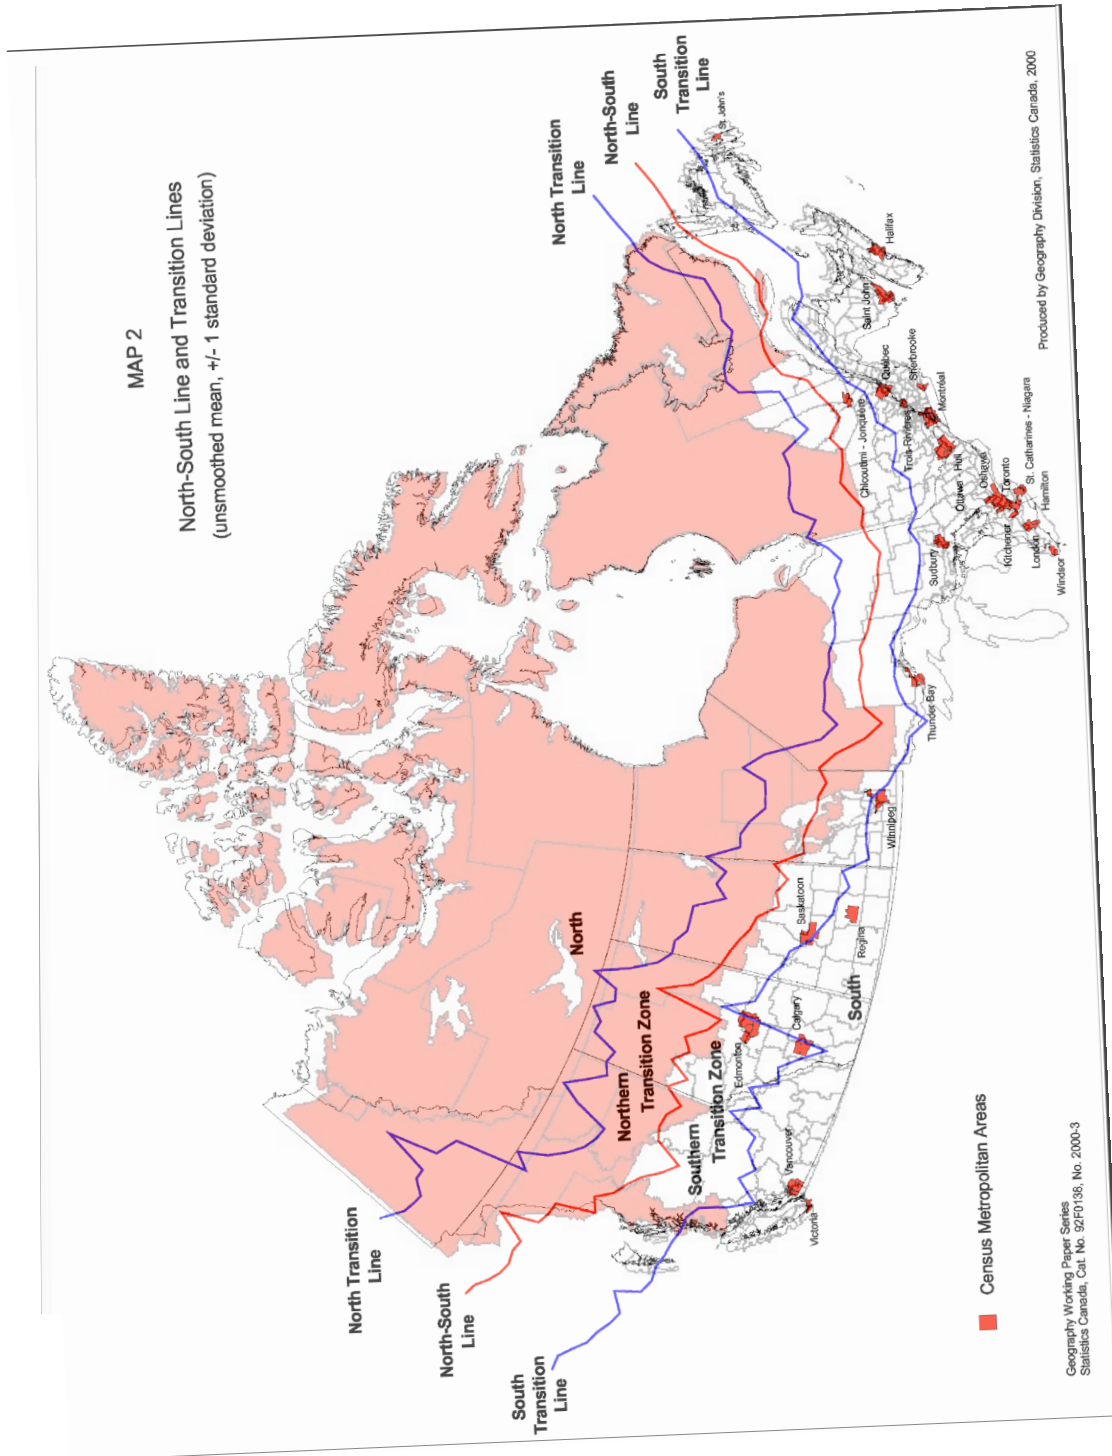 MAP 2
North-South Line and Transition Lines
(unsmoothed mean, +/- 1 standard deviation)
North Transition
Line
North-South
Line
South
Transition
Line
North Transition
Line
North-South
Line
South
Transition
Line
North
Northern
Transition Zone
Southern
Transition Zone
South
St. John's
Halifax
Saint John
Québec
Sherbrooke
Montréal
Trois-Rivières
Chicoutimi - Jonquière
Ottawa - Hull
Oshawa
Toronto
St. Catharines - Niagara
Hamilton
Kitchener
London
Windsor
Sudbury
Thunder Bay
Winnipeg
Regina
Saskatoon
Calgary
Edmonton
Vancouver
Victoria
Census Metropolitan Areas
Geography Working Paper Series
Statistics Canada, Cat. No. 92F0138, No. 2000-3
Produced by Geography Division, Statistics Canada, 2000